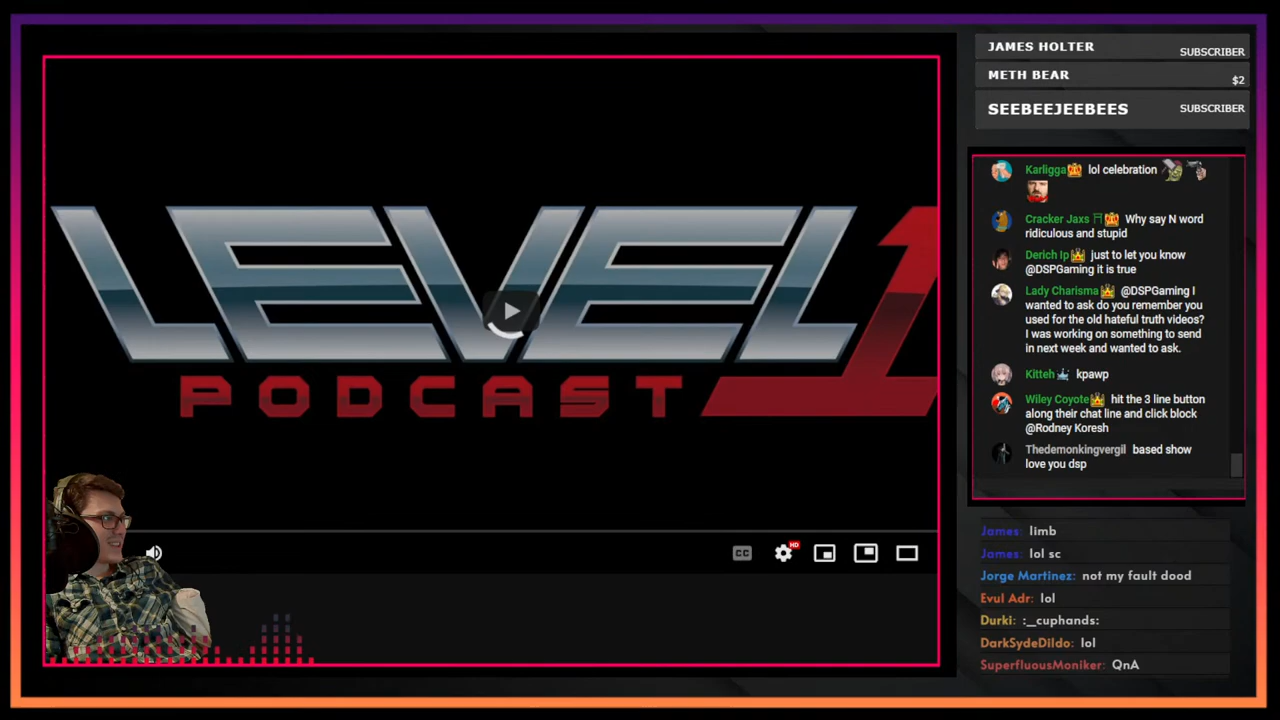 LEVEL 1
PODCAST
CC
HD
JAMES HOLTER SUBSCRIBER
METH BEAR $2
SEEBEEJEEBEES SUBSCRIBER
Karligga lol celebration
Cracker Jaxs Why say N word
ridiculous and stupid
Derich Ip just to let you know
@DSPGaming it is true
Lady Charisma @DSPGaming I
wanted to ask do you remember you
used for the old hateful truth videos?
I was working on something to send
in next week and wanted to ask.
Kitteh kpawp
Wiley Coyote hit the 3 line button
along their chat line and click block
@Rodney Koresh
Thedemonkingvergil based show
love you dsp
James: limb
James: lol sc
Jorge Martinez: not my fault dood
Evul Adr: lol
Durki: :_cuphands:
DarkSydeDildo: lol
SuperfluousMoniker: QnA